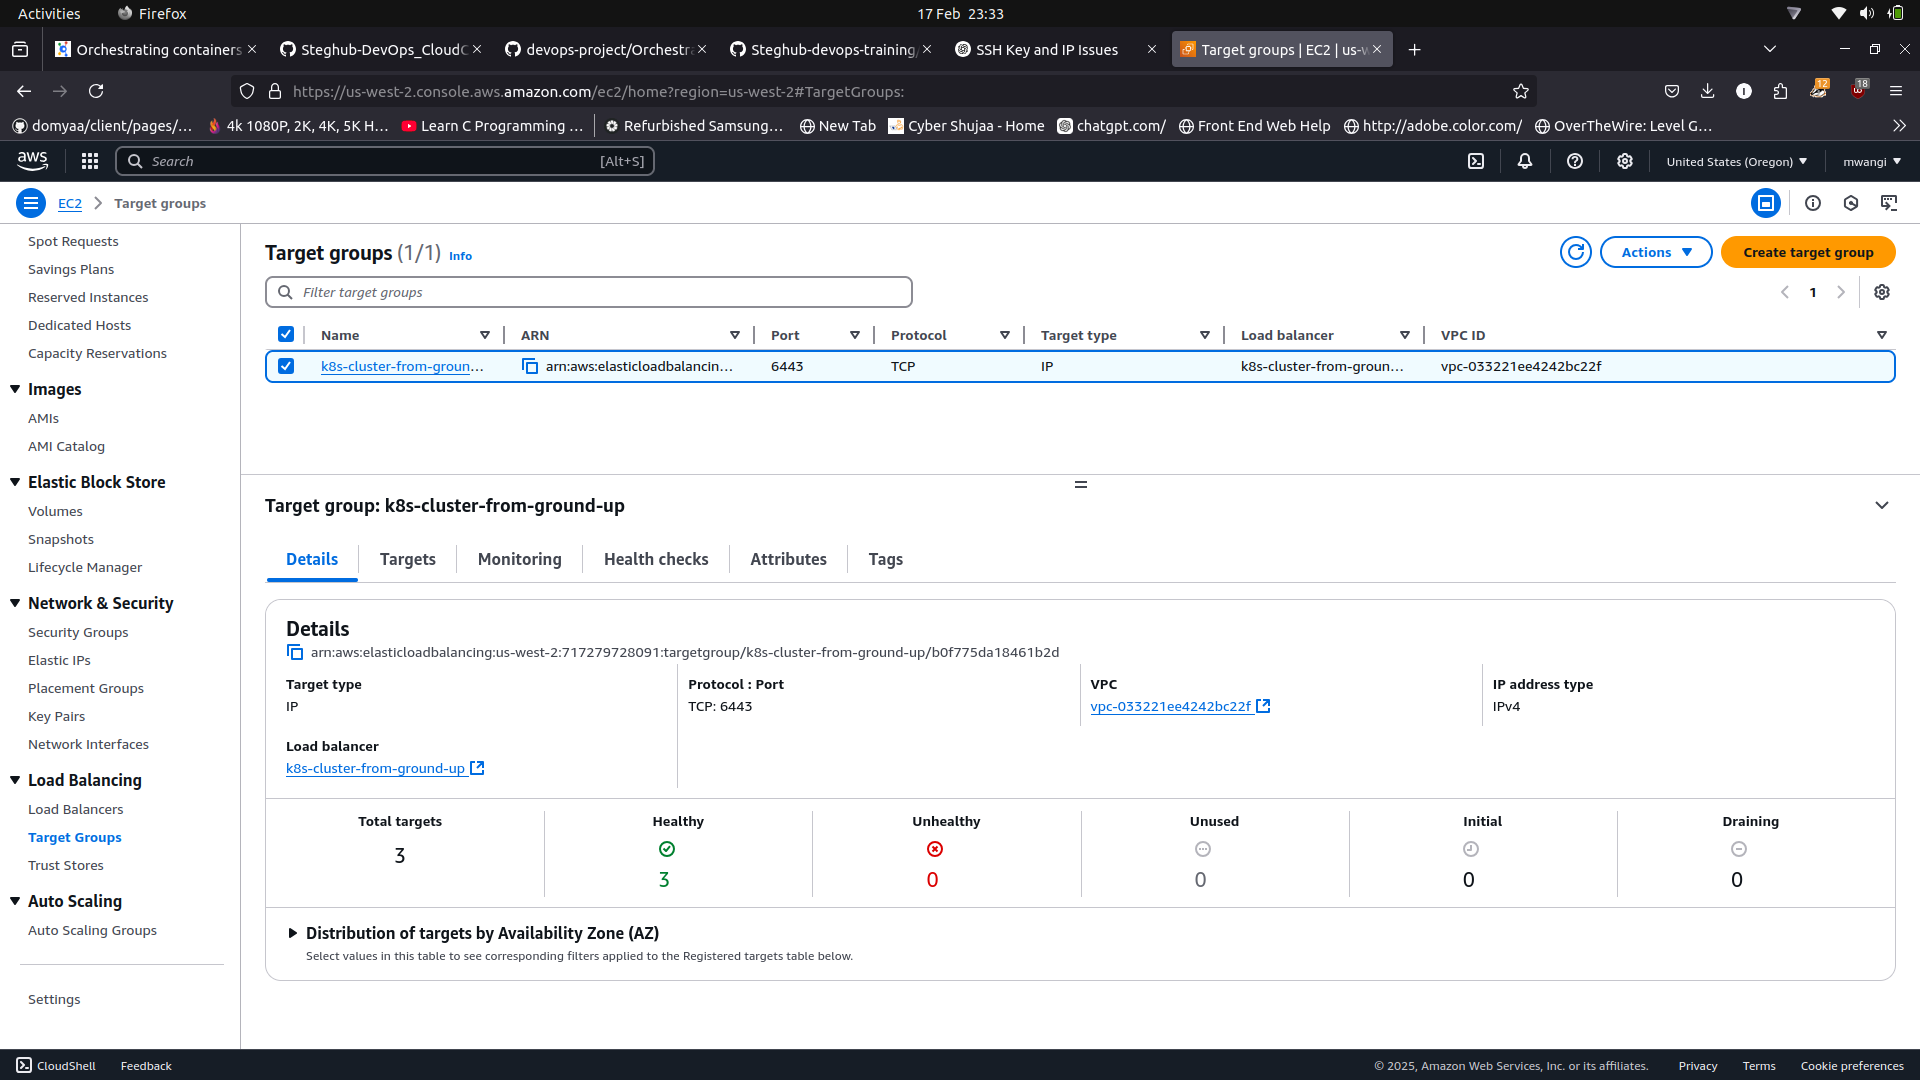 Activities
Firefox
17 Feb 23:33
Orchestrating containers
Steghub-DevOps_CloudC
devops-project/Orchestra
Steghub-devops-training/
SSH Key and IP Issues
Target groups | EC2 | us-w
https://us-west-2.console.aws.amazon.com/ec2/home?region=us-west-2#TargetGroups:
12
18
domyaa/client/pages/...
4k 1080P, 2K, 4K, 5K H...
Learn C Programming ...
Refurbished Samsung...
New Tab
Cyber Shujaa - Home
chatgpt.com/
Front End Web Help
http://adobe.color.com/
OverTheWire: Level G...
aws
Search
[Alt+S]
United States (Oregon)
mwangi
EC2
Target groups
Spot Requests
Savings Plans
Reserved Instances
Dedicated Hosts
Capacity Reservations
Images
AMIs
AMI Catalog
Elastic Block Store
Volumes
Snapshots
Lifecycle Manager
Network & Security
Security Groups
Elastic IPs
Placement Groups
Key Pairs
Network Interfaces
Load Balancing
Load Balancers
Target Groups
Trust Stores
Auto Scaling
Auto Scaling Groups
Settings
Target groups (1/1) Info
Actions
Create target group
Filter target groups
1
Name ARN Port Protocol Target type Load balancer VPC ID
k8s-cluster-from-groun... arn:aws:elasticloadbalancin... 6443 TCP IP k8s-cluster-from-groun... vpc-033221ee4242bc22f
Target group: k8s-cluster-from-ground-up
Details Targets Monitoring Health checks Attributes Tags
Details
arn:aws:elasticloadbalancing:us-west-2:717279728091:targetgroup/k8s-cluster-from-ground-up/b0f775da18461b2d
Target type
IP
Protocol : Port
TCP: 6443
VPC
vpc-033221ee4242bc22f
IP address type
IPv4
Load balancer
k8s-cluster-from-ground-up
Total targets
3
Healthy
3
Unhealthy
0
Unused
0
Initial
0
Draining
0
Distribution of targets by Availability Zone (AZ)
Select values in this table to see corresponding filters applied to the Registered targets table below.
CloudShell
Feedback
© 2025, Amazon Web Services, Inc. or its affiliates.
Privacy
Terms
Cookie preferences